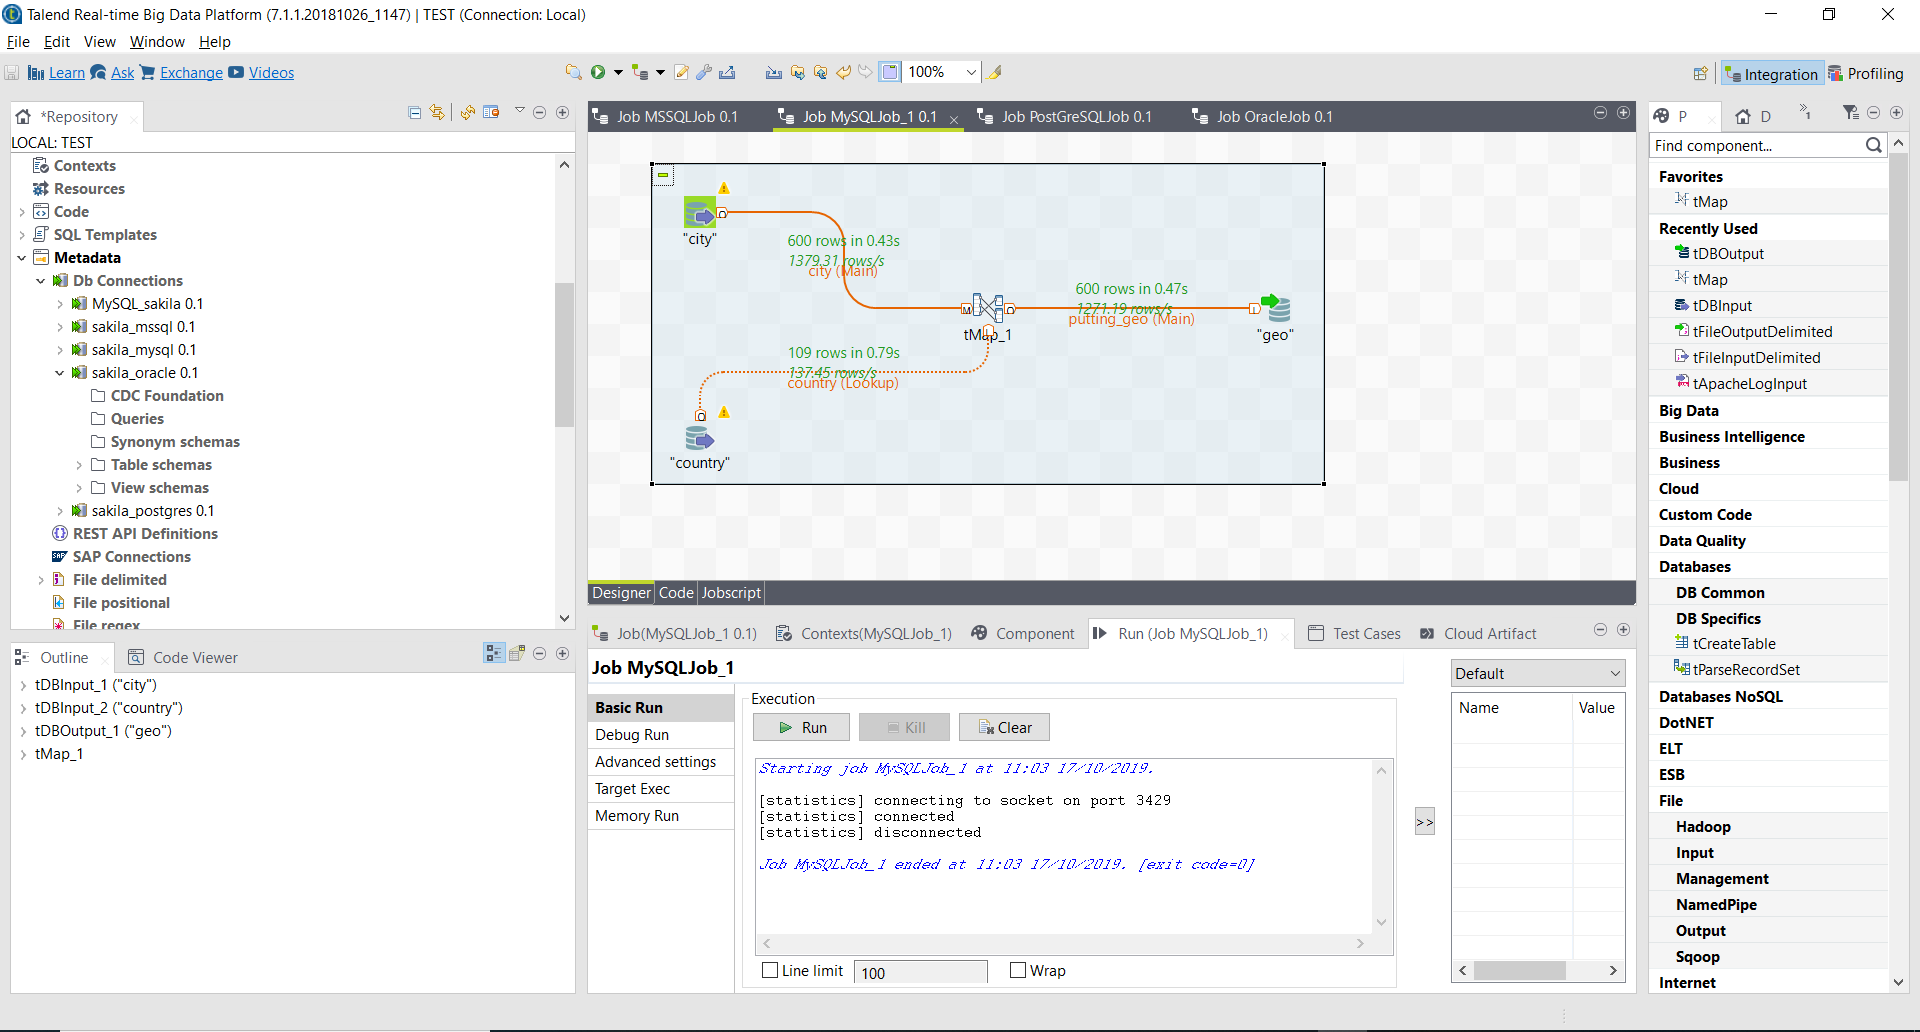 Talend Real-time Big Data Platform (7.1.1.20181026_1147) | TEST (Connection: Local)
File Edit View Window Help
Learn Ask Exchange Videos
100%
Integration Profiling
*Repository
LOCAL: TEST
Contexts
Resources
Code
SQL Templates
Metadata
Db Connections
MySQL_sakila 0.1
sakila_mssql 0.1
sakila_mysql 0.1
sakila_oracle 0.1
CDC Foundation
Queries
Synonym schemas
Table schemas
View schemas
sakila_postgres 0.1
REST API Definitions
SAP Connections
File delimited
File positional
File regex
Outline Code Viewer
tDBInput_1 ("city")
tDBInput_2 ("country")
tDBOutput_1 ("geo")
tMap_1
Job MSSQLJob 0.1 Job MySQLJob_1 0.1 Job PostGreSQLJob 0.1 Job OracleJob 0.1
"city"
600 rows in 0.43s
1379.31 rows/s
city (Main)
600 rows in 0.47s
1271.19 rows/s
putting_geo (Main)
tMap_1
"geo"
109 rows in 0.79s
137.45 rows/s
country (Lookup)
"country"
Designer Code Jobscript
Job(MySQLJob_1 0.1) Contexts(MySQLJob_1) Component Run (Job MySQLJob_1) Test Cases Cloud Artifact
Job MySQLJob_1
Basic Run
Debug Run
Advanced settings
Target Exec
Memory Run
Execution
Run Kill Clear
Starting job MySQLJob_1 at 11:03 17/10/2019.
[statistics] connecting to socket on port 3429
[statistics] connected
[statistics] disconnected
Job MySQLJob_1 ended at 11:03 17/10/2019. [exit code=0]
Line limit 100 Wrap
>>
Default
Name Value
P D »1
Find component...
Favorites
tMap
Recently Used
tDBOutput
tMap
tDBInput
tFileOutputDelimited
tFileInputDelimited
tApacheLogInput
Big Data
Business Intelligence
Business
Cloud
Custom Code
Data Quality
Databases
DB Common
DB Specifics
tCreateTable
tParseRecordSet
Databases NoSQL
DotNET
ELT
ESB
File
Hadoop
Input
Management
NamedPipe
Output
Sqoop
Internet